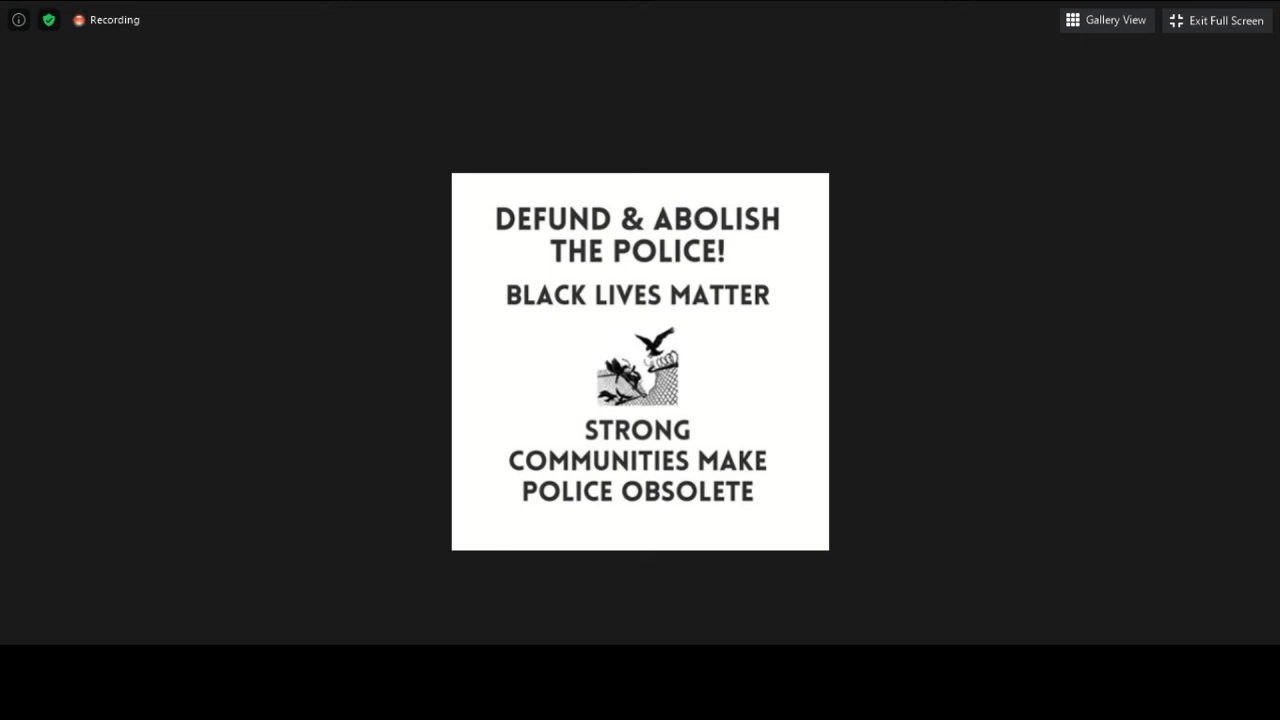 Recording
Gallery View
Exit Full Screen
DEFUND & ABOLISH
THE POLICE!
BLACK LIVES MATTER
STRONG
COMMUNITIES MAKE
POLICE OBSOLETE